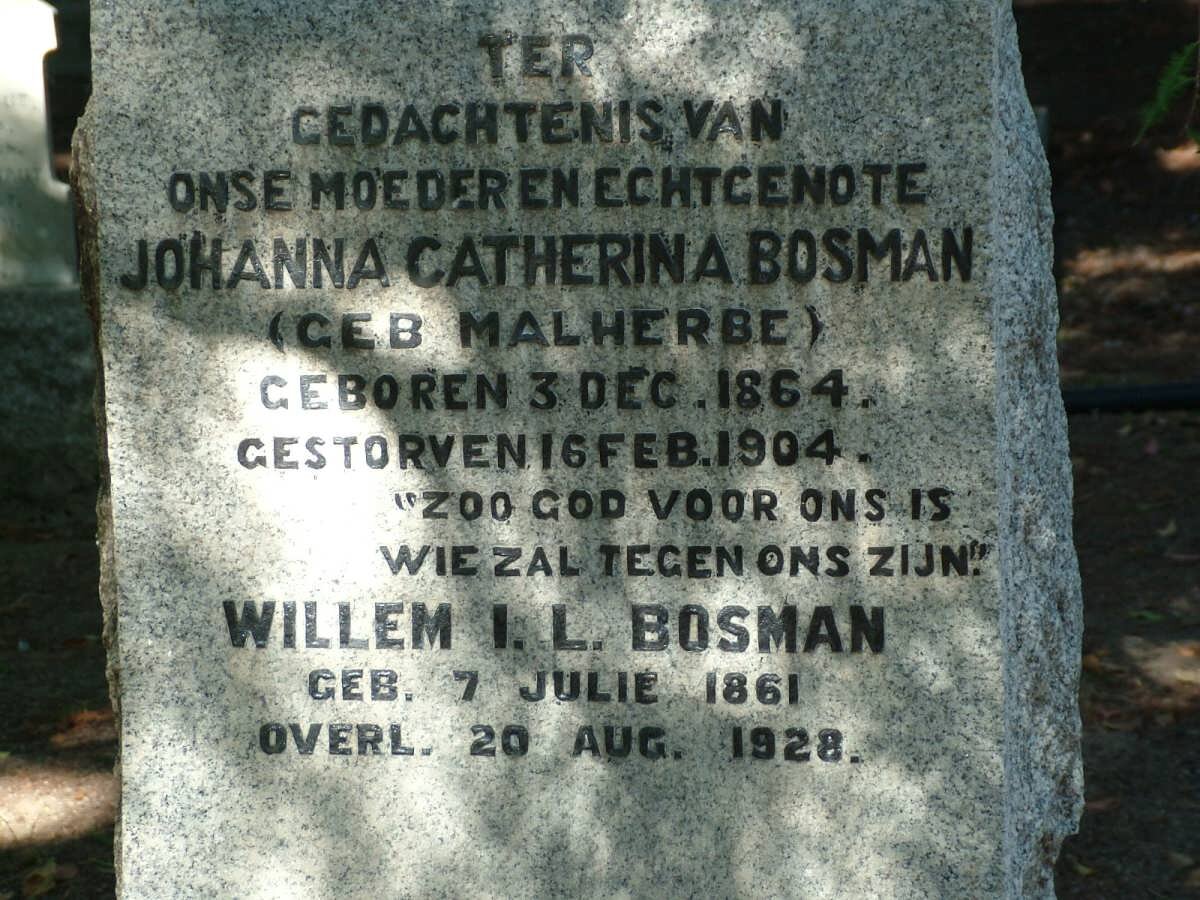 TER
GEDACHTENIS VAN
ONSE MOEDER EN ECHTGENOTE
JOHANNA CATHERINA BOSMAN
(GEB MALHERBE)
GEBOREN 3 DEC. 1864.
GESTORVEN 16 FEB. 1904.
"ZOO GOD VOOR ONS IS
WIE ZAL TEGEN ONS ZIJN."
WILLEM I. L. BOSMAN
GEB. 7 JULIE 1861
OVERL. 20 AUG. 1928.